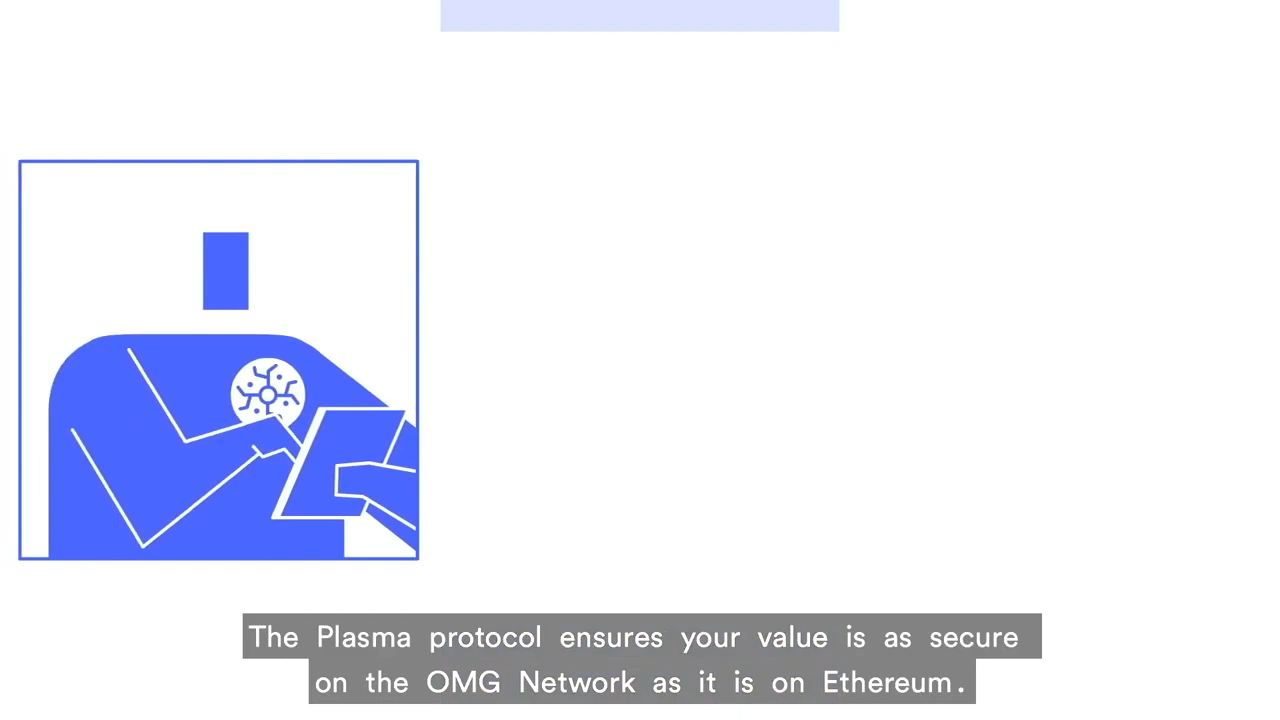 The Plasma protocol ensures your value is as secure
on the OMG Network as it is on Ethereum.